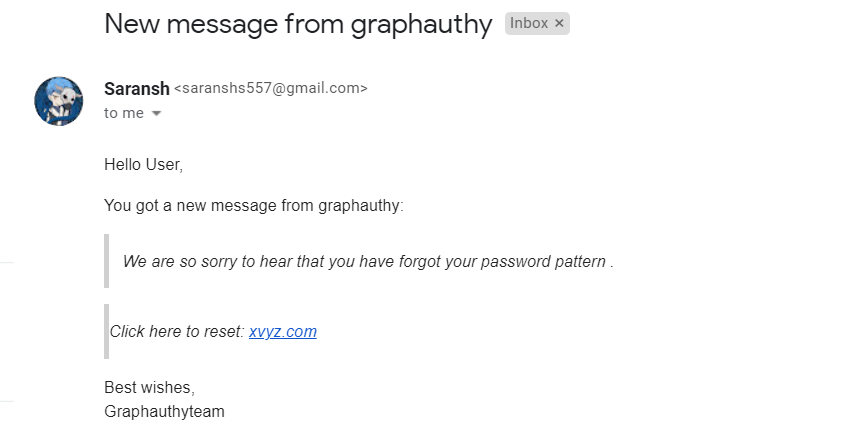 New message from graphauthy Inbox ×
Saransh <saranshs557@gmail.com>
to me
Hello User,
You got a new message from graphauthy:
We are so sorry to hear that you have forgot your password pattern .
Click here to reset: xvyz.com
Best wishes,
Graphauthyteam